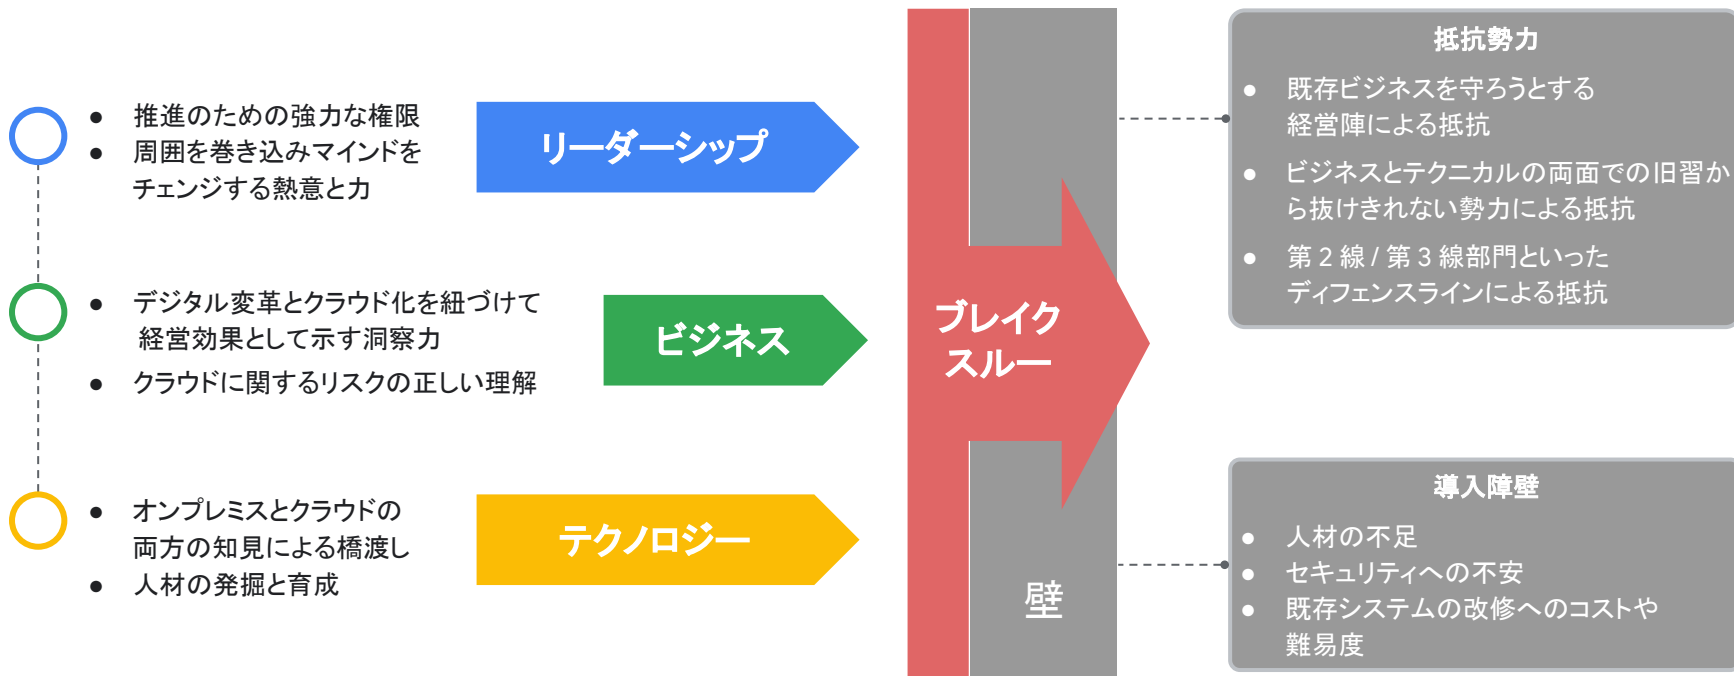 ● 推進のための強力な権限
● 周囲を巻き込みマインドを
チェンジする熱意と力
リーダーシップ
● デジタル変革とクラウド化を紐づけて
経営効果として示す洞察力
● クラウドに関するリスクの正しい理解
ビジネス
● オンプレミスとクラウドの
両方の知見による橋渡し
● 人材の発掘と育成
テクノロジー
ブレイク
スルー
壁
抵抗勢力
● 既存ビジネスを守ろうとする
経営陣による抵抗
● ビジネスとテクニカルの両面での旧習か
ら抜けきれない勢力による抵抗
● 第 2 線 / 第 3 線部門といった
ディフェンスラインによる抵抗
導入障壁
● 人材の不足
● セキュリティへの不安
● 既存システムの改修へのコストや
難易度